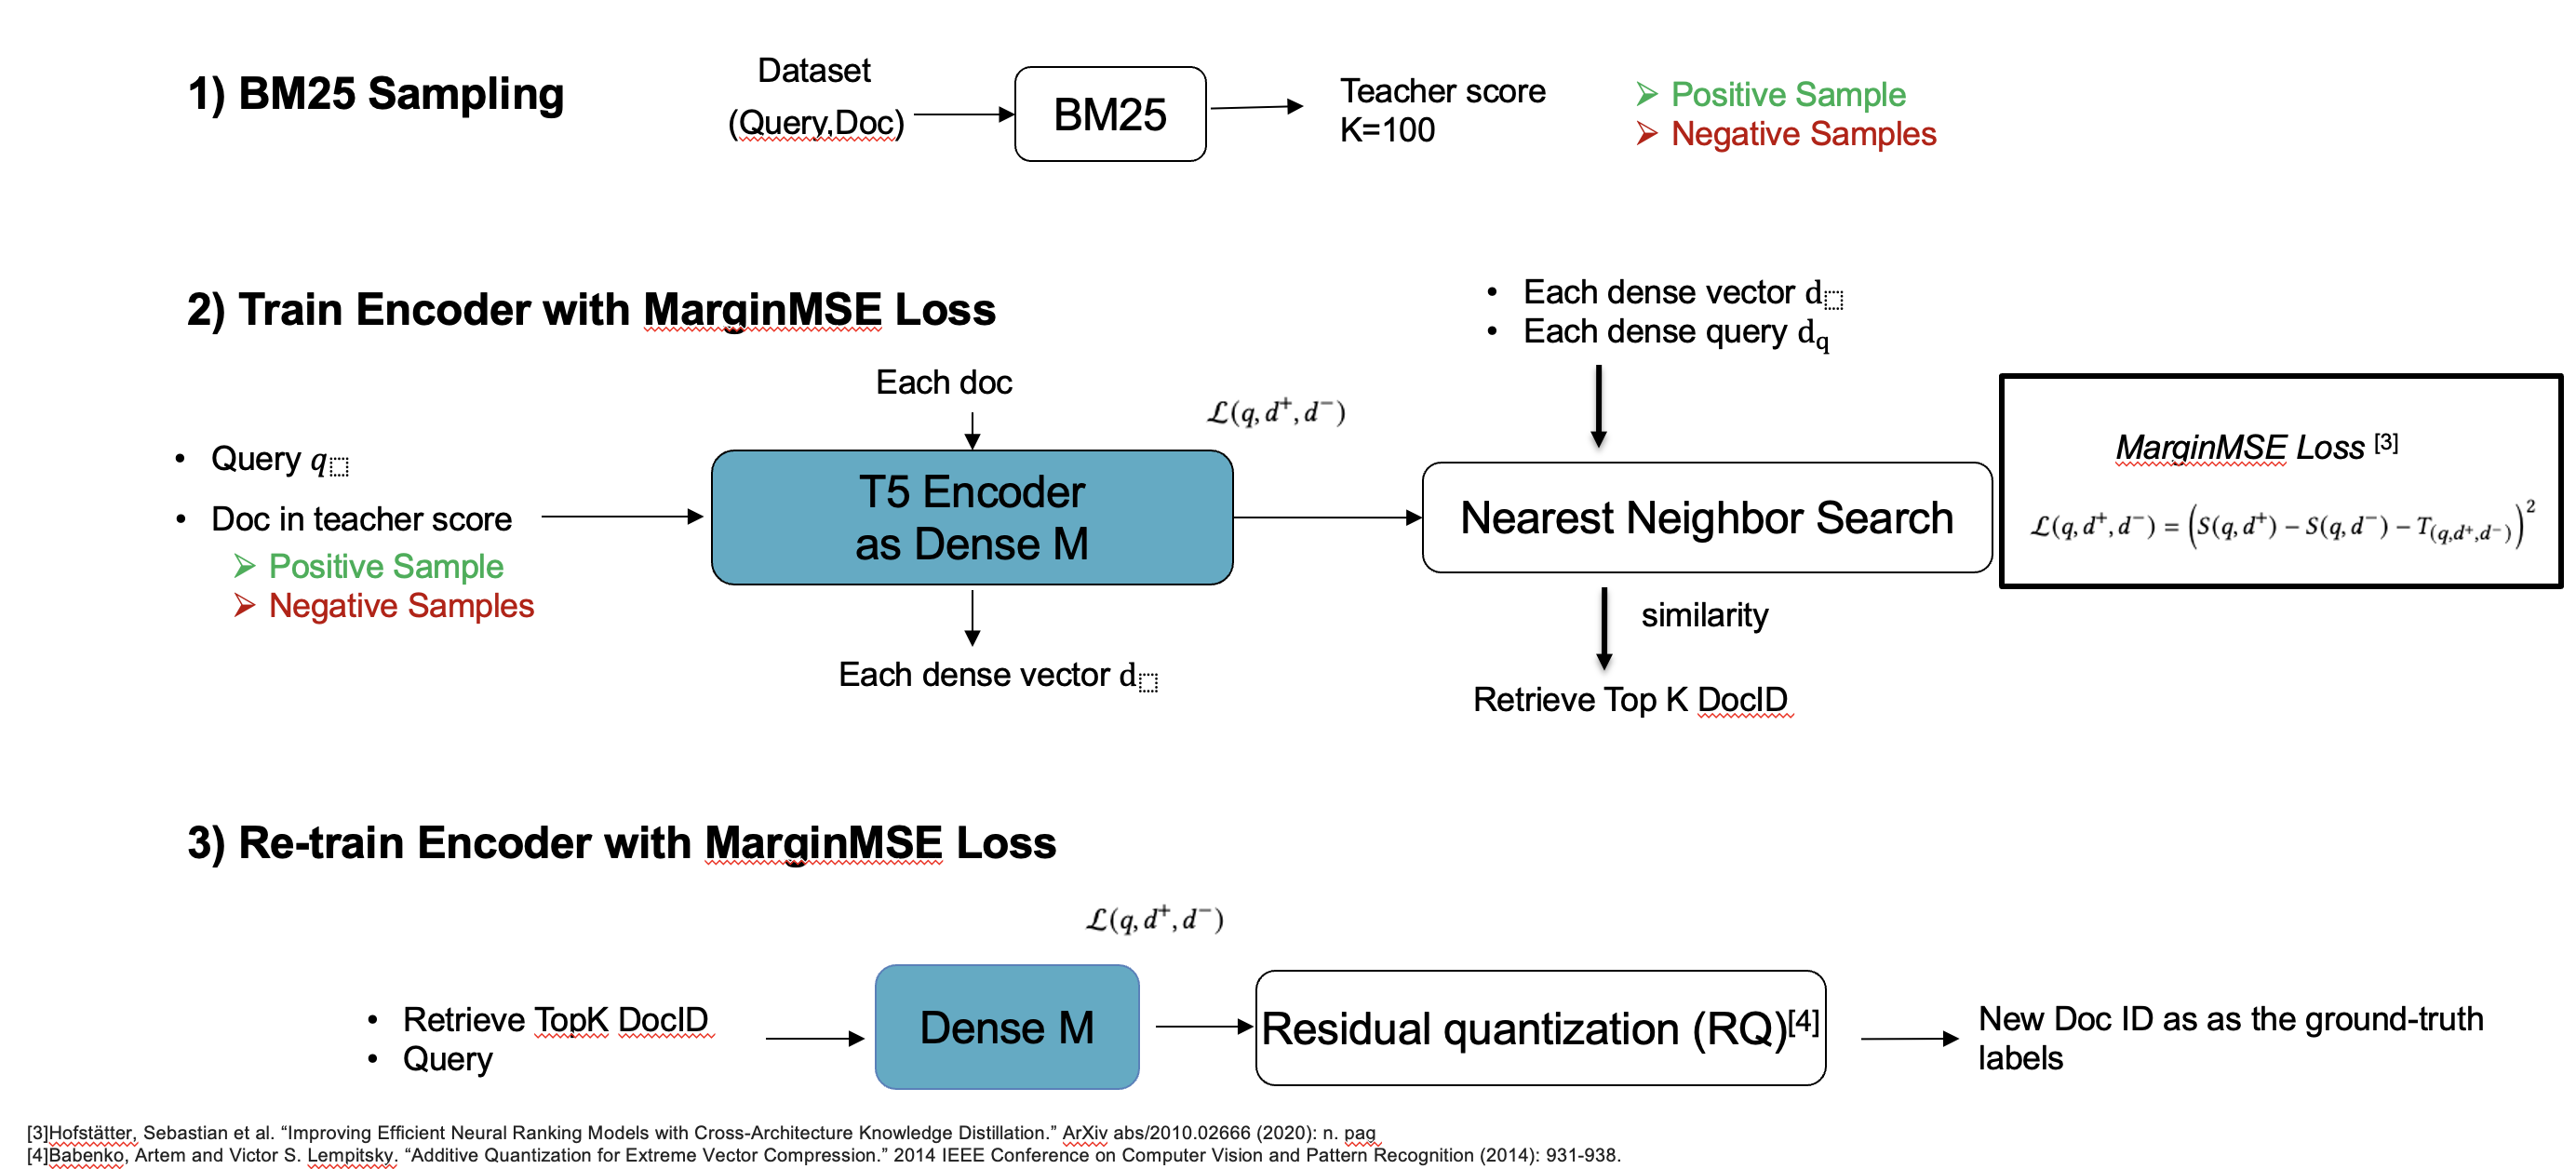 1) BM25 Sampling
Dataset
(Query,Doc)
BM25
Teacher score
K=100
➢ Positive Sample
➢ Negative Samples
2) Train Encoder with MarginMSE Loss
• Each dense vector d⬚
• Each dense query d_q
Each doc
ℒ(q, d⁺, d⁻)
• Query q⬚
• Doc in teacher score
➢ Positive Sample
➢ Negative Samples
T5 Encoder
as Dense M
Nearest Neighbor Search
MarginMSE Loss [3]
ℒ(q, d⁺, d⁻) = (S(q, d⁺) − S(q, d⁻) − T_(q,d⁺,d⁻))²
Each dense vector d⬚
similarity
Retrieve Top K DocID
3) Re-train Encoder with MarginMSE Loss
ℒ(q, d⁺, d⁻)
• Retrieve TopK DocID
• Query
Dense M
Residual quantization (RQ)[4]
New Doc ID as as the ground-truth
labels
[3]Hofstätter, Sebastian et al. “Improving Efficient Neural Ranking Models with Cross-Architecture Knowledge Distillation.” ArXiv abs/2010.02666 (2020): n. pag
[4]Babenko, Artem and Victor S. Lempitsky. “Additive Quantization for Extreme Vector Compression.” 2014 IEEE Conference on Computer Vision and Pattern Recognition (2014): 931-938.